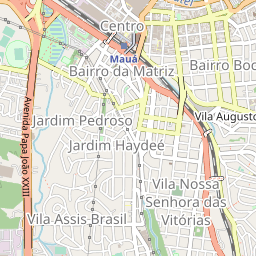 Centro
Mauá
Bairro da Matriz
Bairro Boc
Vila Augusto
Avenida Papa João XXIII
Jardim Pedroso
Jardim Haydeé
Vila Nossa
Senhora das
Vitórias
Vila Assis Brasil